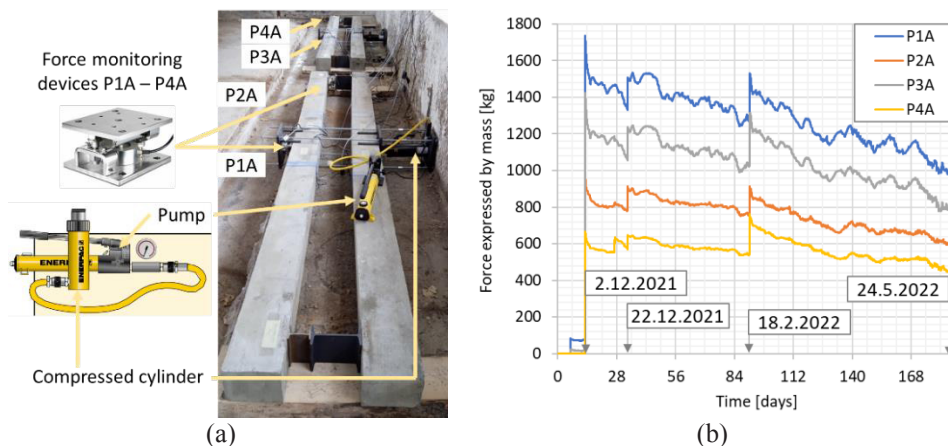 Force monitoring
devices P1A – P4A
P4A
P3A
P2A
P1A
Pump
ENERPAC
Compressed cylinder
(a)
Force expressed by mass [kg]
1800
1600
1400
1200
1000
800
600
400
200
0
P1A
P2A
P3A
P4A
2.12.2021
22.12.2021
18.2.2022
24.5.2022
0 28 56 84 112 140 168
Time [days]
(b)